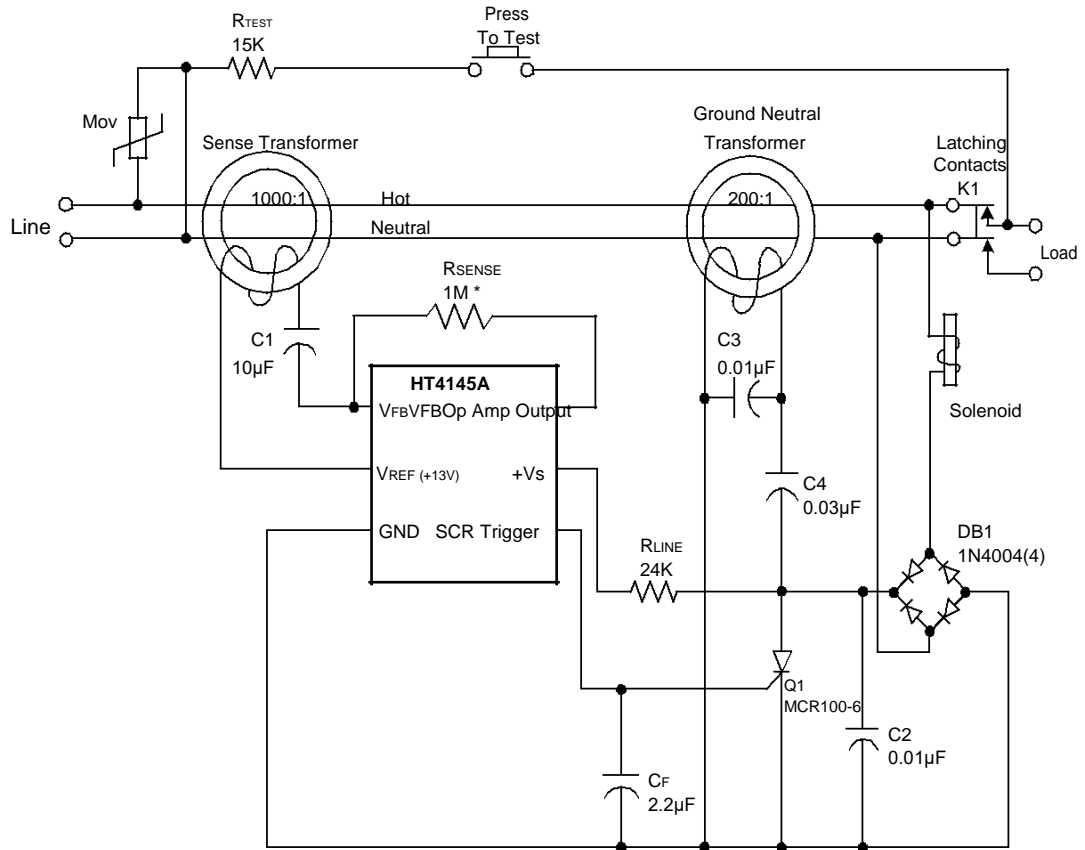 Press
To Test
RTEST
15K
Mov
Sense Transformer
Ground Neutral
Transformer
Latching
Contacts
K1
1000:1
Hot
200:1
Line
Neutral
Load
RSENSE
1M *
C1
10µF
C3
0.01µF
HT4145A
VFBVFBOp Amp Output
Solenoid
VREF (+13V)
+Vs
C4
0.03µF
GND
SCR Trigger
RLINE
24K
DB1
1N4004(4)
Q1
MCR100-6
C2
0.01µF
CF
2.2µF